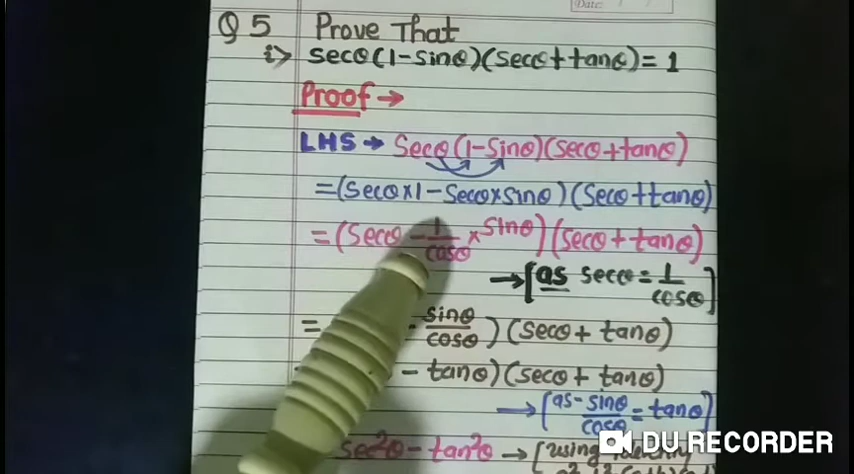 Date:
Q 5 Prove That
i> secθ(1-sinθ)(secθ+tanθ)=1
Proof →
LHS → Secθ(1-Sinθ)(secθ+tanθ)
=(Secθ×1-Secθ×sinθ)(Secθ+tanθ)
=(Secθ-1/cosθ×sinθ)(secθ+tanθ)
→[as secθ=1/cosθ]
= - sinθ/cosθ)(secθ+tanθ)
- tanθ)(secθ+tanθ)
→[as - sinθ/cosθ=tanθ]
sec²θ-tan²θ →[using
DU RECORDER